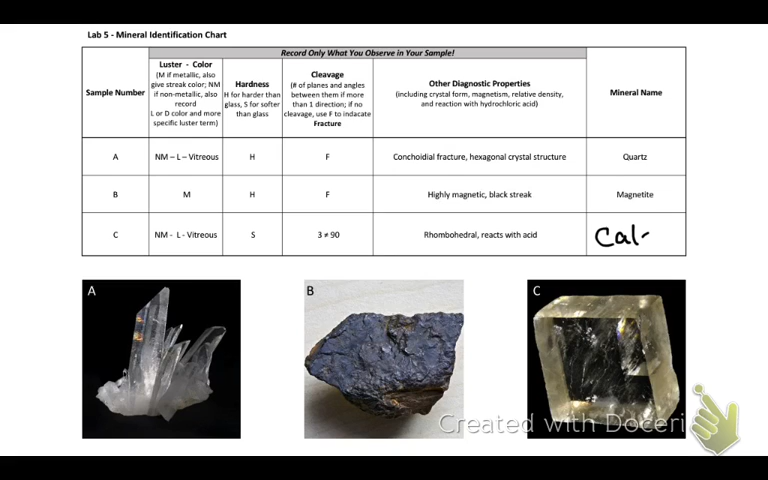 Lab 5 - Mineral Identification Chart
Record Only What You Observe in Your Sample!
Sample Number
Luster - Color
(M if metallic, also
give streak color; NM
if non-metallic, also
record
L or D color and more
specific luster term)
Hardness
H for harder than
glass, S for softer
than glass
Cleavage
(# of planes and angles
between them if more
than 1 direction; if no
cleavage, use F to indacate
Fracture
Other Diagnostic Properties
(including crystal form, magnetism, relative density,
and reaction with hydrochloric acid)
Mineral Name
A NM – L – Vitreous H F Conchoidial fracture, hexagonal crystal structure Quartz
B M H F Highly magnetic, black streak Magnetite
C NM - L - Vitreous S 3 ≠ 90 Rhombohedral, reacts with acid Cal
A B C
Created with Doceri